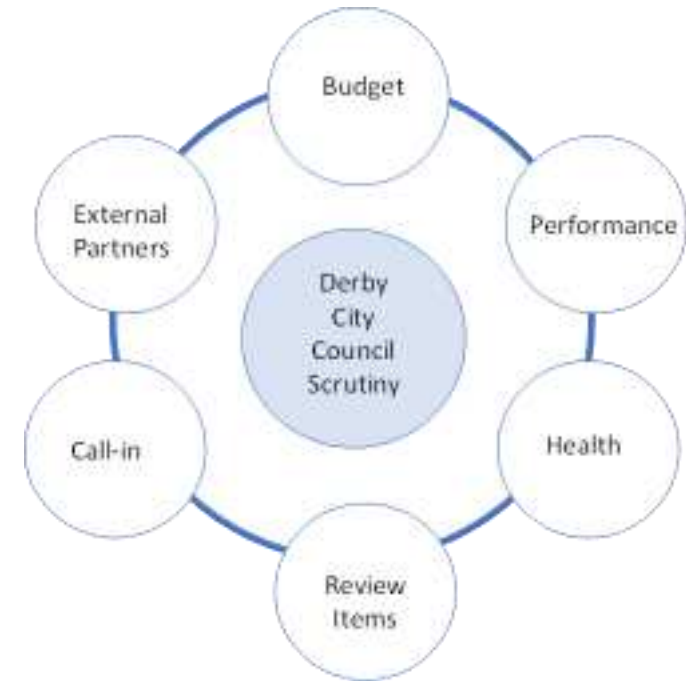 Budget
Performance
Health
Review
Items
Call-in
External
Partners
Derby
City
Council
Scrutiny